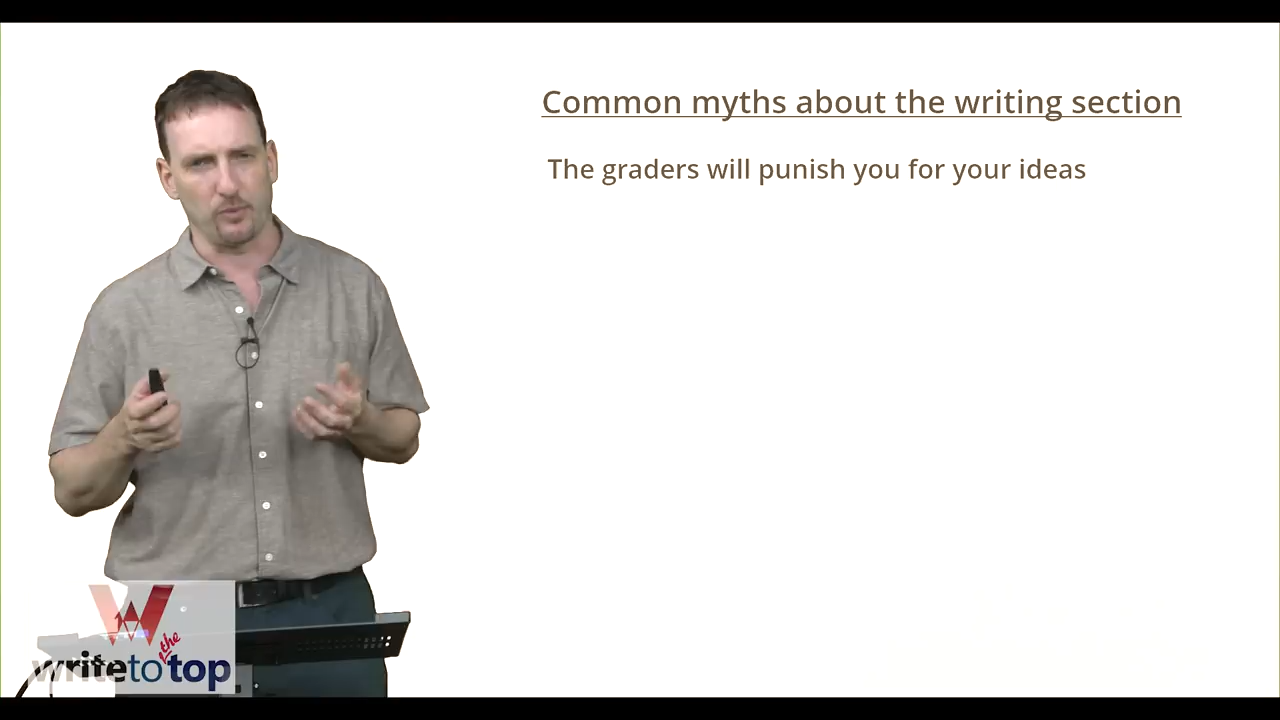 Common myths about the writing section
The graders will punish you for your ideas
W
write to the top